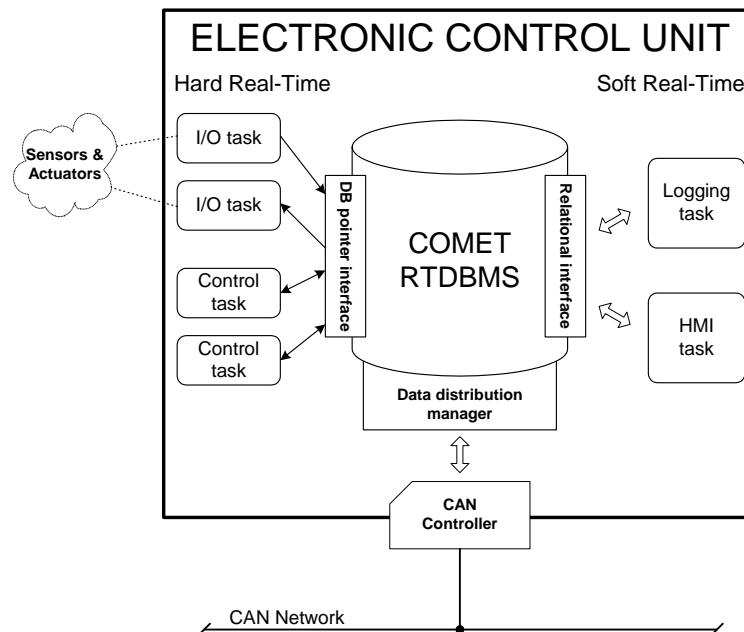 ELECTRONIC CONTROL UNIT
Hard Real-Time
Soft Real-Time
Sensors &
Actuators
I/O task
I/O task
Control
task
Control
task
DB pointer interface
COMET
RTDBMS
Relational interface
Logging
task
HMI
task
Data distribution
manager
CAN
Controller
CAN Network